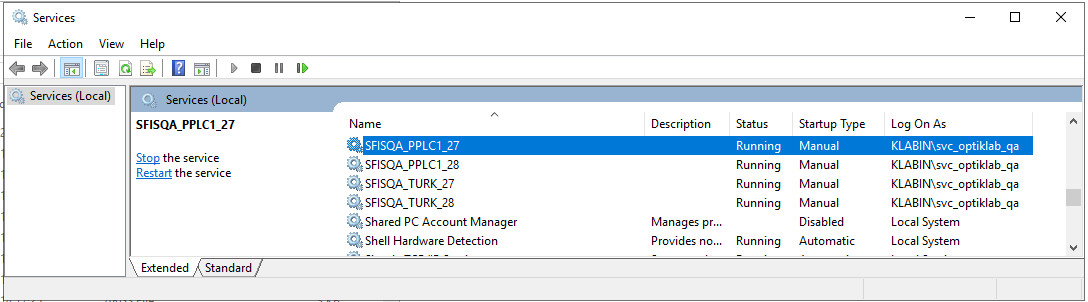 Services
File Action View Help
Services (Local)
Services (Local)
SFISQA_PPLC1_27
Stop the service
Restart the service
Name Description Status Startup Type Log On As
SFISQA_PPLC1_27 Running Manual KLABIN\svc_optiklab_qa
SFISQA_PPLC1_28 Running Manual KLABIN\svc_optiklab_qa
SFISQA_TURK_27 Running Manual KLABIN\svc_optiklab_qa
SFISQA_TURK_28 Running Manual KLABIN\svc_optiklab_qa
Shared PC Account Manager Manages pr... Disabled Local System
Shell Hardware Detection Provides no... Running Automatic Local System
Extended Standard